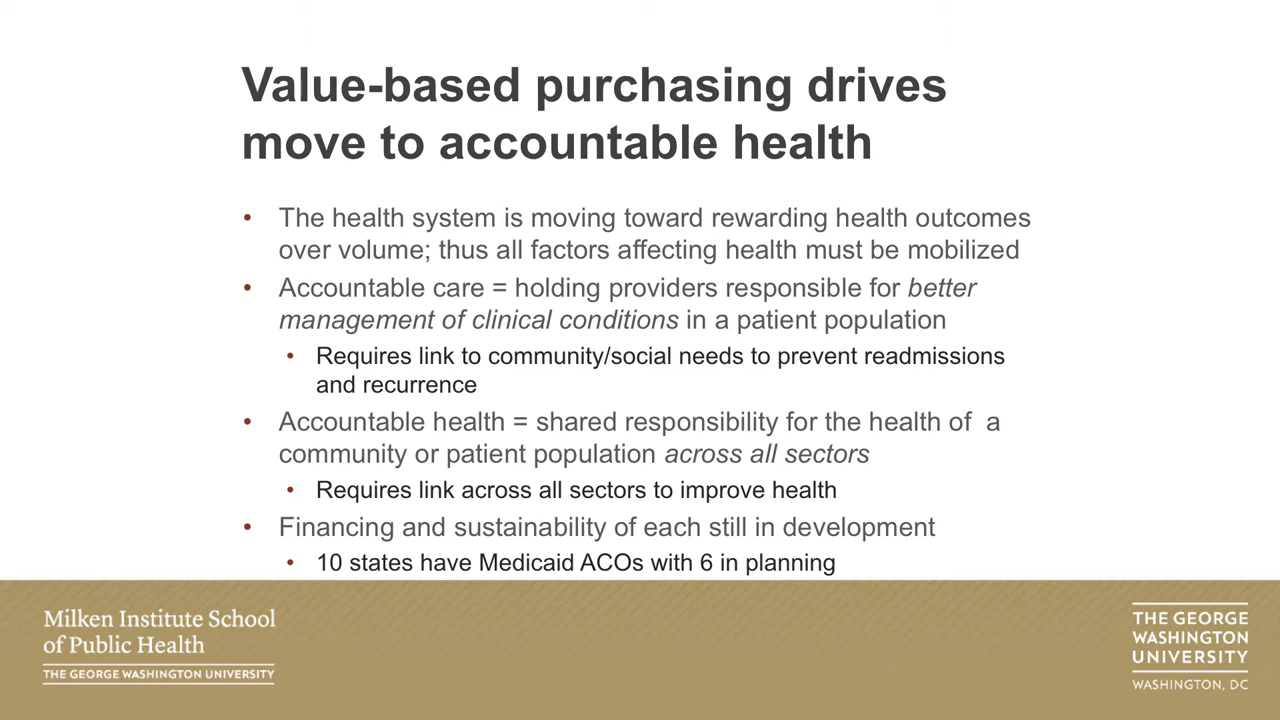 Value-based purchasing drives
move to accountable health
• The health system is moving toward rewarding health outcomes
over volume; thus all factors affecting health must be mobilized
• Accountable care = holding providers responsible for better
management of clinical conditions in a patient population
• Requires link to community/social needs to prevent readmissions
and recurrence
• Accountable health = shared responsibility for the health of  a
community or patient population across all sectors
• Requires link across all sectors to improve health
• Financing and sustainability of each still in development
• 10 states have Medicaid ACOs with 6 in planning
Milken Institute School
of Public Health
THE GEORGE WASHINGTON UNIVERSITY
THE GEORGE
WASHINGTON
UNIVERSITY
WASHINGTON, DC